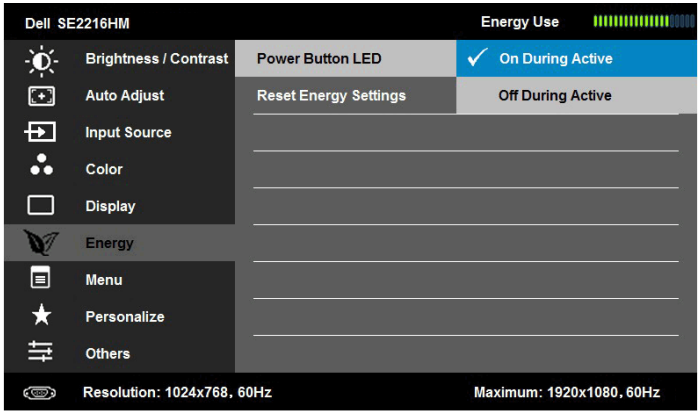 Dell SE2216HM Energy Use
Brightness / Contrast Power Button LED On During Active
Auto Adjust Reset Energy Settings Off During Active
Input Source
Color
Display
Energy
Menu
Personalize
Others
Resolution: 1024x768, 60Hz Maximum: 1920x1080, 60Hz